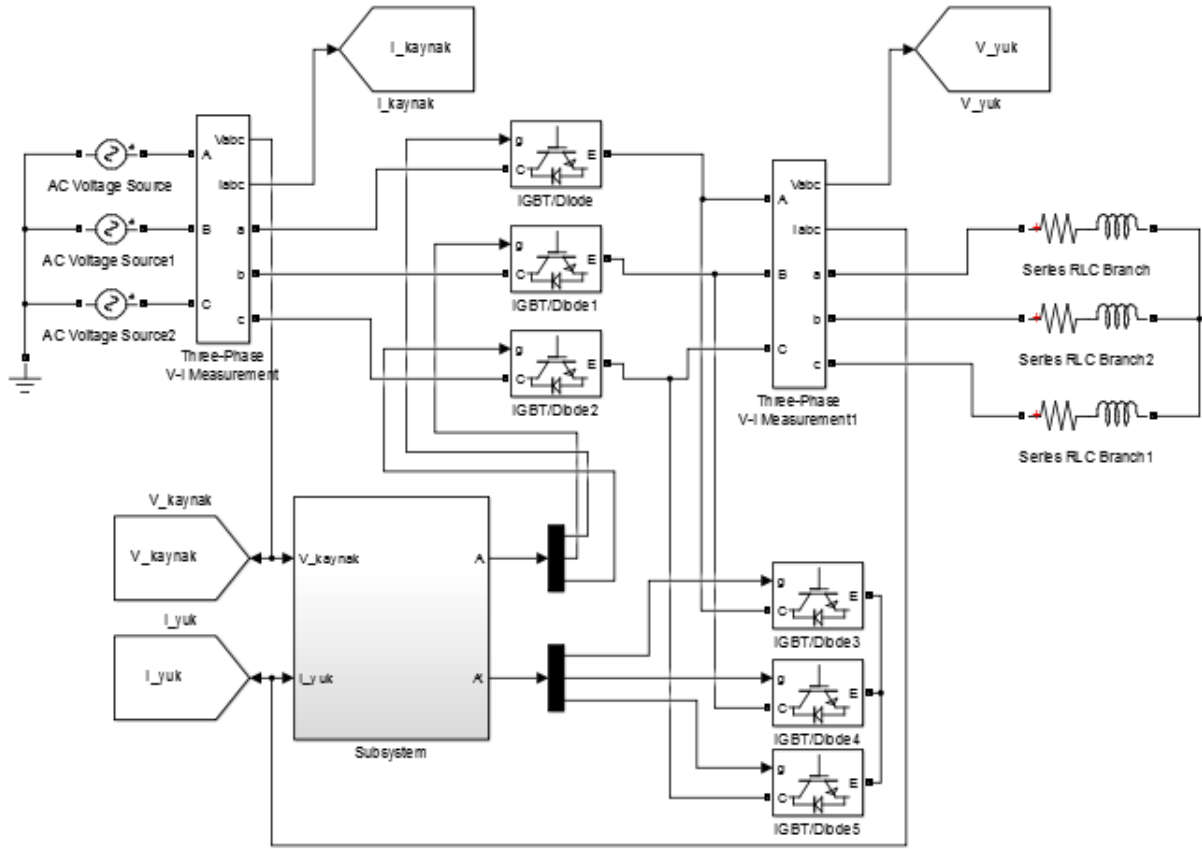 I_kaynak
I_kaynak
V_yuk
V_yuk
AC Voltage Source
AC Voltage Source1
AC Voltage Source2
A
B
C
Vabc
Iabc
a
b
c
Three-Phase
V-I Measurement
g
C
E
IGBT/Diode
g
C
E
IGBT/Diode1
g
C
E
IGBT/Diode2
A
B
C
Vabc
Iabc
a
b
c
Three-Phase
V-I Measurement1
Series RLC Branch
Series RLC Branch2
Series RLC Branch1
V_kaynak
V_kaynak
I_yuk
I_yuk
V_kaynak
A
I_yuk
A'
Subsystem
g
C
E
IGBT/Diode3
g
C
E
IGBT/Diode4
g
C
E
IGBT/Diode5